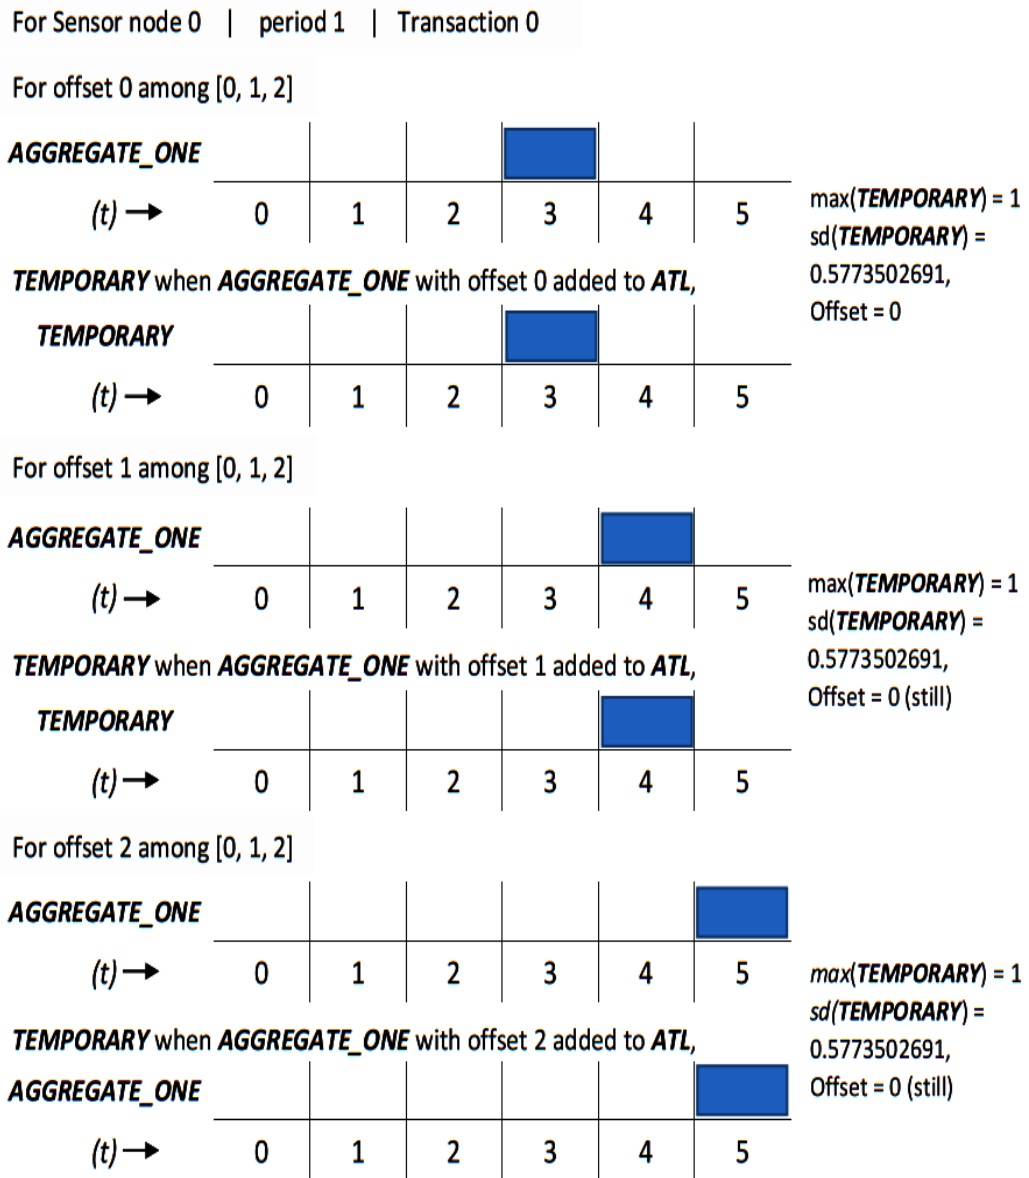 For Sensor node 0 | period 1 | Transaction 0
For offset 0 among [0, 1, 2]
AGGREGATE_ONE
(t) → 0 1 2 3 4 5
max(TEMPORARY) = 1
sd(TEMPORARY) =
0.5773502691,
Offset = 0
TEMPORARY when AGGREGATE_ONE with offset 0 added to ATL,
TEMPORARY
(t) → 0 1 2 3 4 5
For offset 1 among [0, 1, 2]
AGGREGATE_ONE
(t) → 0 1 2 3 4 5
max(TEMPORARY) = 1
sd(TEMPORARY) =
0.5773502691,
Offset = 0 (still)
TEMPORARY when AGGREGATE_ONE with offset 1 added to ATL,
TEMPORARY
(t) → 0 1 2 3 4 5
For offset 2 among [0, 1, 2]
AGGREGATE_ONE
(t) → 0 1 2 3 4 5
max(TEMPORARY) = 1
sd(TEMPORARY) =
0.5773502691,
Offset = 0 (still)
TEMPORARY when AGGREGATE_ONE with offset 2 added to ATL,
AGGREGATE_ONE
(t) → 0 1 2 3 4 5